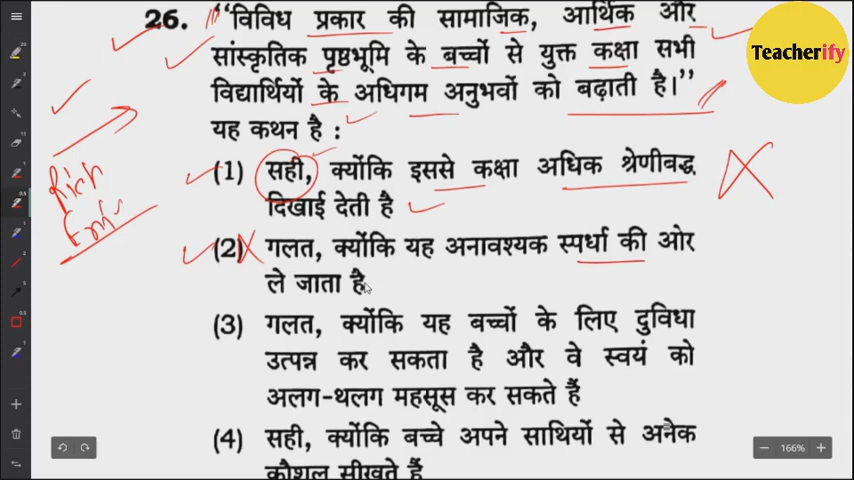 26. "विविध प्रकार की सामाजिक, आर्थिक और
सांस्कृतिक पृष्ठभूमि के बच्चों से युक्त कक्षा सभी
विद्यार्थियों के अधिगम अनुभवों को बढ़ाती है।"
यह कथन है :
(1) सही, क्योंकि इससे कक्षा अधिक श्रेणीबद्ध
दिखाई देती है
(2) गलत, क्योंकि यह अनावश्यक स्पर्धा की ओर
ले जाता है
(3) गलत, क्योंकि यह बच्चों के लिए दुविधा
उत्पन्न कर सकता है और वे स्वयं को
अलग-थलग महसूस कर सकते हैं
(4) सही, क्योंकि बच्चे अपने साथियों से अनेक
कौशल सीखते हैं
Teacherify
Rich
166%